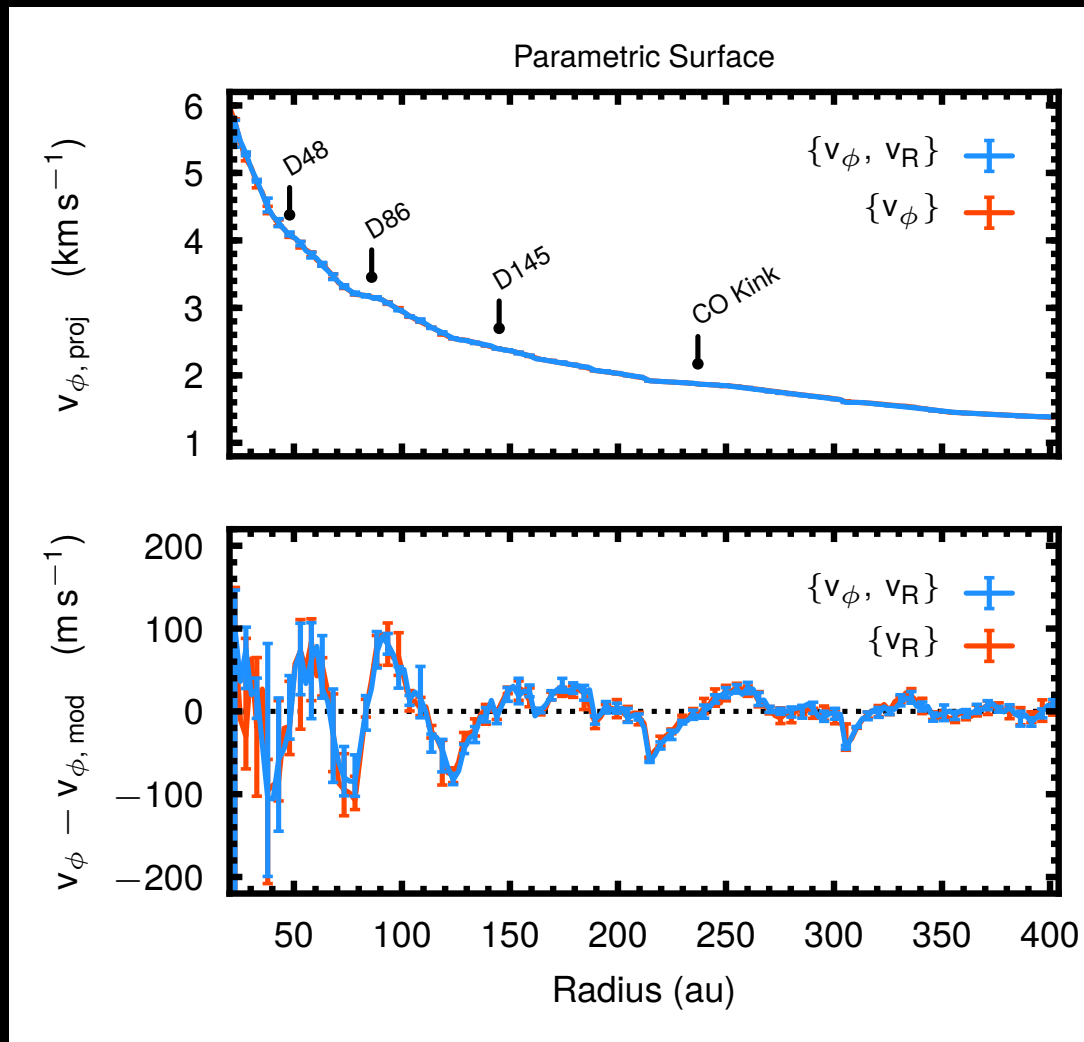 Parametric Surface
v_ϕ, proj (km s⁻¹)
6
5
4
3
2
1
D48
D86
D145
CO Kink
{v_ϕ, v_R}
{v_ϕ}
v_ϕ − v_ϕ, mod (m s⁻¹)
200
100
0
−100
−200
{v_ϕ, v_R}
{v_R}
50 100 150 200 250 300 350 400
Radius (au)